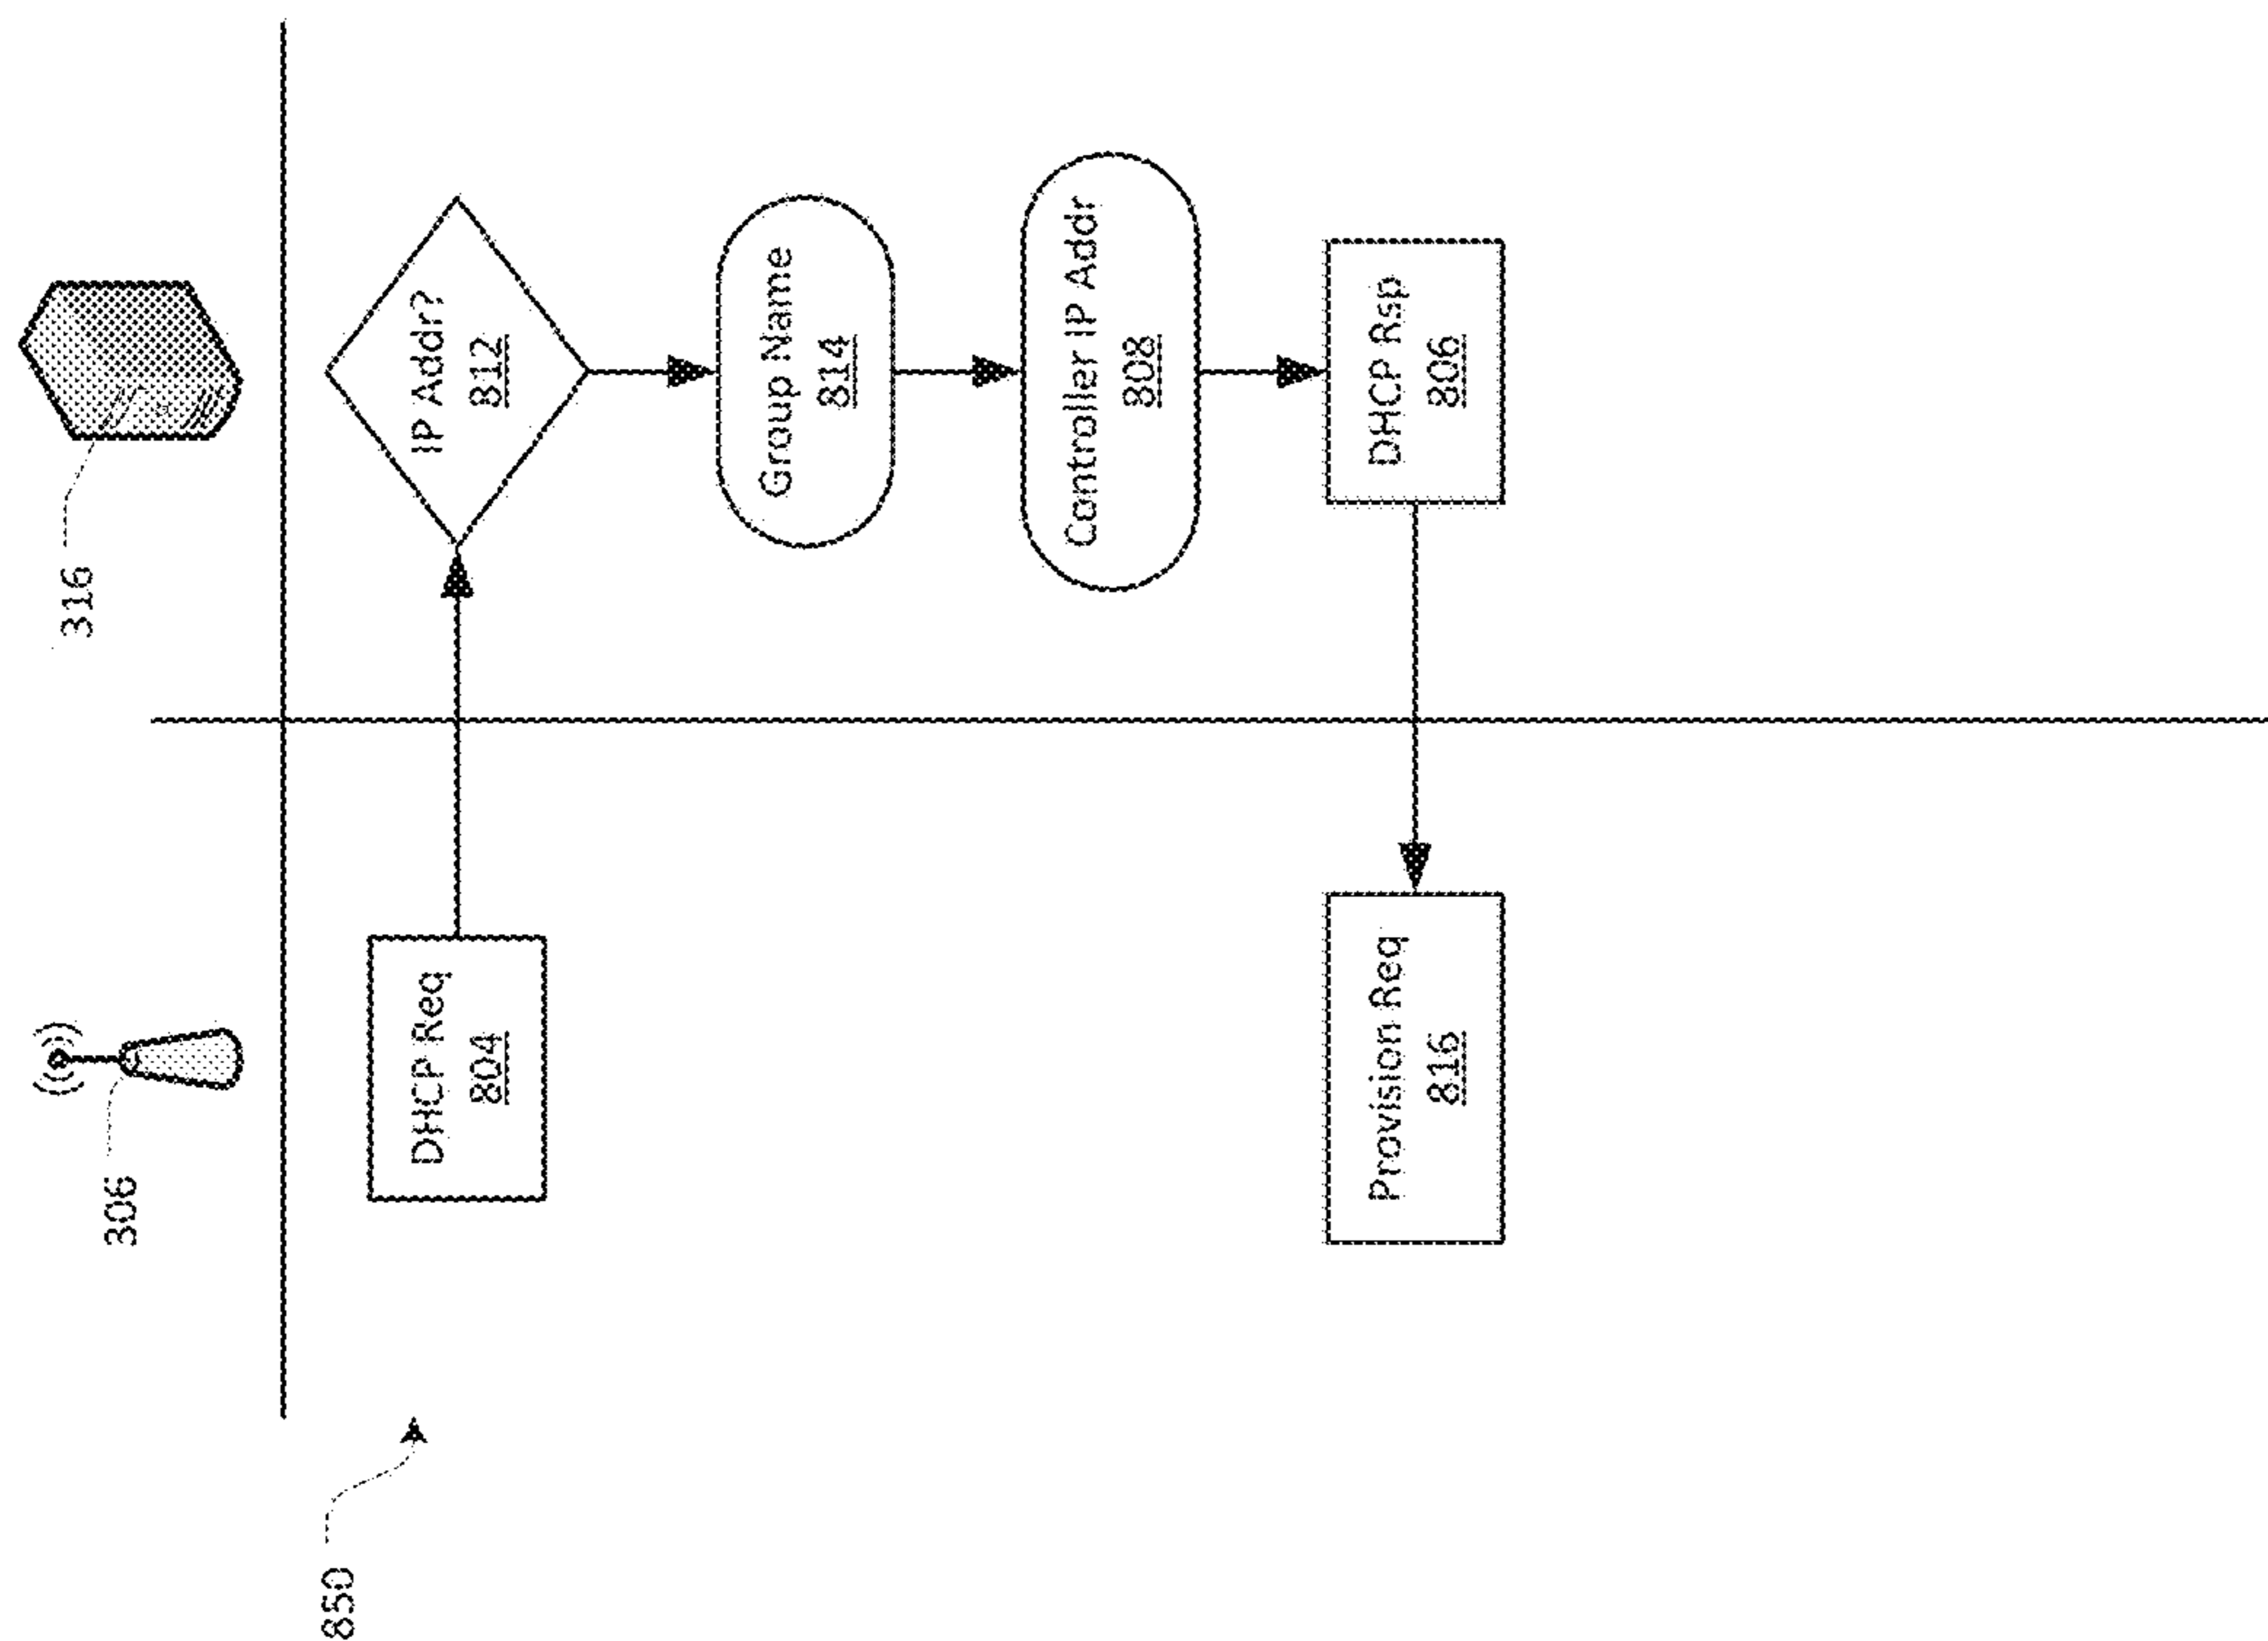 850
306
316
DHCP Req
804
IP Addr?
812
Group Name
814
Controller IP Addr
808
DHCP Rsp
806
Provision Req
816